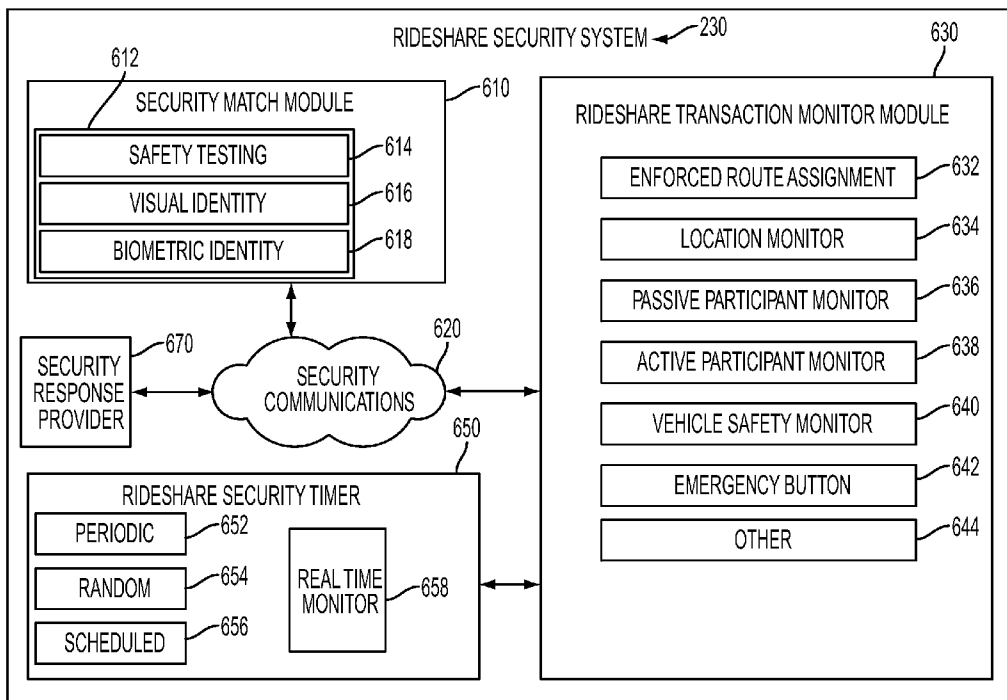 RIDESHARE SECURITY SYSTEM 230
612
SECURITY MATCH MODULE 610
SAFETY TESTING 614
VISUAL IDENTITY 616
BIOMETRIC IDENTITY 618
670
SECURITY
RESPONSE
PROVIDER
620
SECURITY
COMMUNICATIONS
650
RIDESHARE SECURITY TIMER
PERIODIC 652
RANDOM 654
SCHEDULED 656
REAL TIME
MONITOR 658
630
RIDESHARE TRANSACTION MONITOR MODULE
ENFORCED ROUTE ASSIGNMENT 632
LOCATION MONITOR 634
PASSIVE PARTICIPANT MONITOR 636
ACTIVE PARTICIPANT MONITOR 638
VEHICLE SAFETY MONITOR 640
EMERGENCY BUTTON 642
OTHER 644